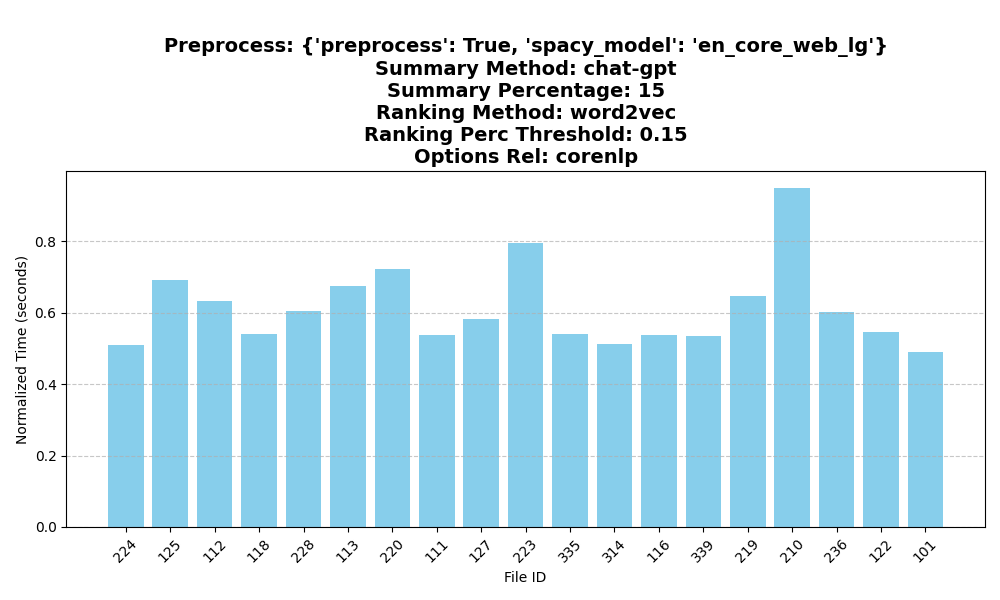 Preprocess: {'preprocess': True, 'spacy_model': 'en_core_web_lg'}
Summary Method: chat-gpt
Summary Percentage: 15
Ranking Method: word2vec
Ranking Perc Threshold: 0.15
Options Rel: corenlp
Normalized Time (seconds)
0.8
0.6
0.4
0.2
0.0
224 125 112 118 228 113 220 111 127 223 335 314 116 339 219 210 236 122 101
File ID